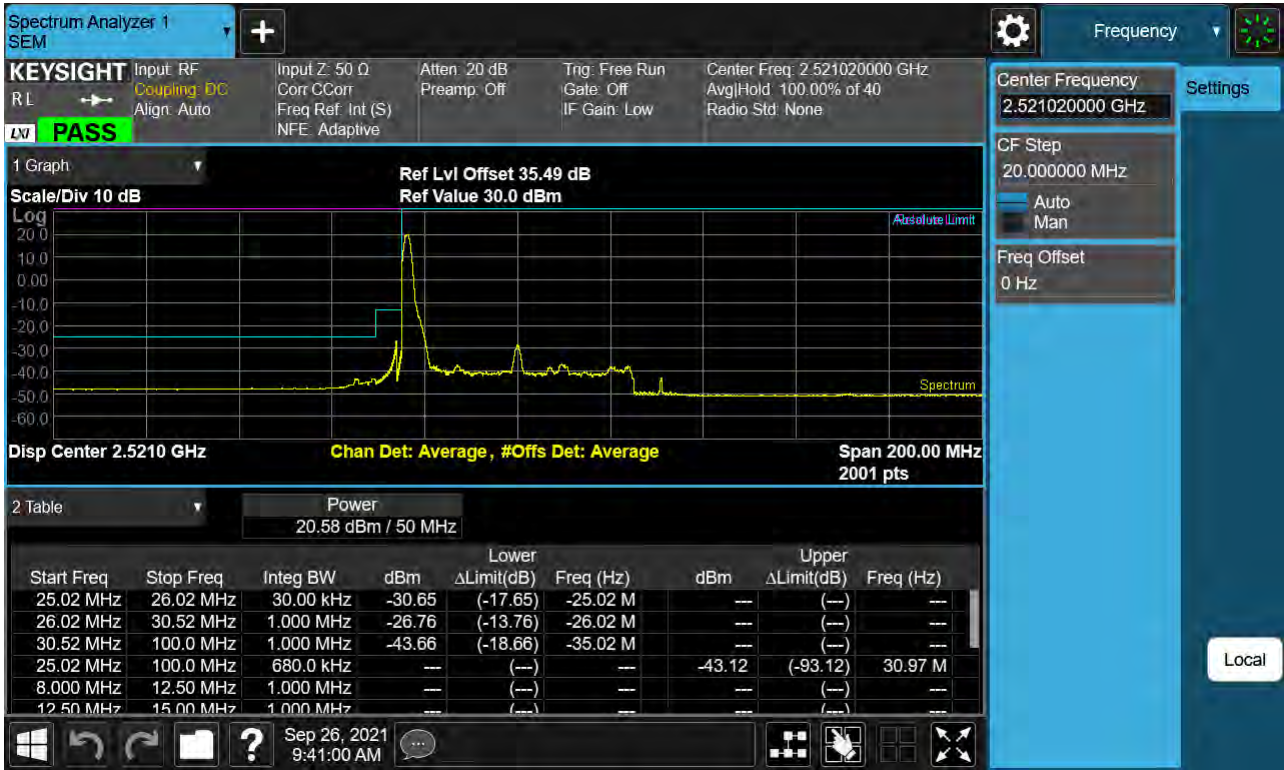 Spectrum Analyzer 1
SEM
Frequency
KEYSIGHT
RL
LXI
PASS
Input: RF
Coupling: DC
Align: Auto
Input Z: 50 Ω
Corr CCorr
Freq Ref: Int (S)
NFE: Adaptive
Atten: 20 dB
Preamp: Off
Trig: Free Run
Gate: Off
IF Gain: Low
Center Freq: 2.521020000 GHz
Avg|Hold: 100.00% of 40
Radio Std: None
Center Frequency
2.521020000 GHz
Settings
CF Step
20.000000 MHz
Auto
Man
Freq Offset
0 Hz
Local
1 Graph
Scale/Div 10 dB
Ref Lvl Offset 35.49 dB
Ref Value 30.0 dBm
Log
20.0
10.0
0.00
-10.0
-20.0
-30.0
-40.0
-50.0
-60.0
Absolute Limit
Spectrum
Disp Center 2.5210 GHz
Chan Det: Average , #Offs Det: Average
Span 200.00 MHz
2001 pts
2 Table
Power
20.58 dBm / 50 MHz
Lower Upper
Start Freq Stop Freq Integ BW dBm ΔLimit(dB) Freq (Hz) dBm ΔLimit(dB) Freq (Hz)
25.02 MHz 26.02 MHz 30.00 kHz -30.65 (-17.65) -25.02 M --- (---) ---
26.02 MHz 30.52 MHz 1.000 MHz -26.76 (-13.76) -26.02 M --- (---) ---
30.52 MHz 100.0 MHz 1.000 MHz -43.66 (-18.66) -35.02 M --- (---) ---
25.02 MHz 100.0 MHz 680.0 kHz --- (---) --- -43.12 (-93.12) 30.97 M
8.000 MHz 12.50 MHz 1.000 MHz --- (---) --- --- (---) ---
12.50 MHz 15.00 MHz 1.000 MHz --- (---) --- --- (---) ---
Sep 26, 2021
9:41:00 AM